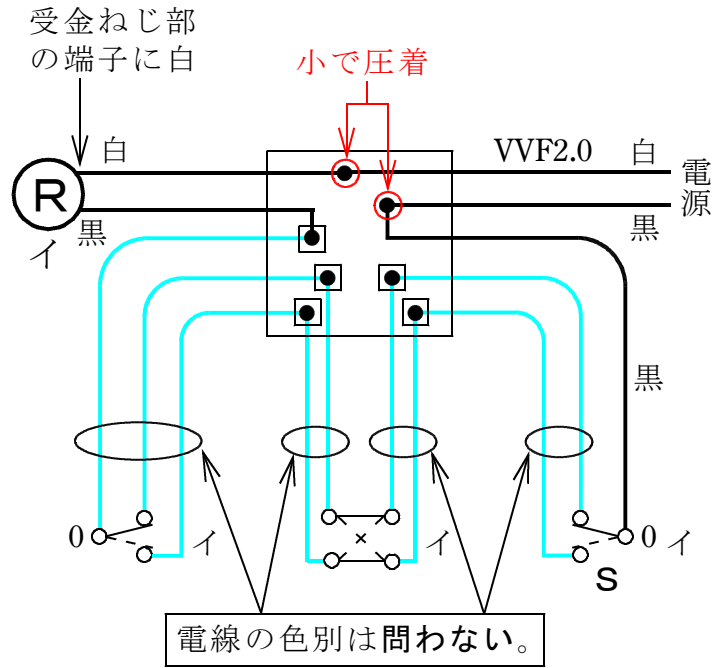 受金ねじ部
の端子に白
小で圧着
白
VVF2.0
白
電
源
R
イ
黒
黒
黒
0
イ
×
イ
0
イ
S
電線の色別は問わない。